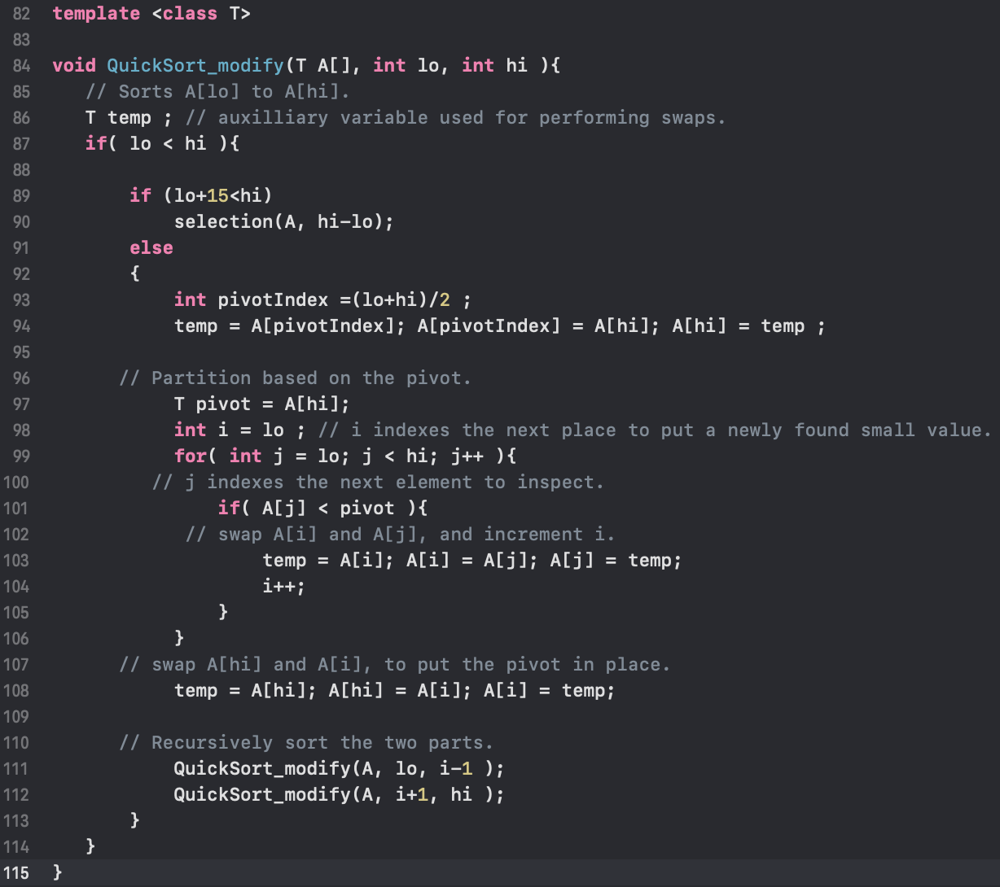 82 template <class T>
83
84 void QuickSort_modify(T A[], int lo, int hi ){
85 // Sorts A[lo] to A[hi].
86 T temp ; // auxilliary variable used for performing swaps.
87 if( lo < hi ){
88
89 if (lo+15<hi)
90 selection(A, hi-lo);
91 else
92 {
93 int pivotIndex =(lo+hi)/2 ;
94 temp = A[pivotIndex]; A[pivotIndex] = A[hi]; A[hi] = temp ;
95
96 // Partition based on the pivot.
97 T pivot = A[hi];
98 int i = lo ; // i indexes the next place to put a newly found small value.
99 for( int j = lo; j < hi; j++ ){
100 // j indexes the next element to inspect.
101 if( A[j] < pivot ){
102 // swap A[i] and A[j], and increment i.
103 temp = A[i]; A[i] = A[j]; A[j] = temp;
104 i++;
105 }
106 }
107 // swap A[hi] and A[i], to put the pivot in place.
108 temp = A[hi]; A[hi] = A[i]; A[i] = temp;
109
110 // Recursively sort the two parts.
111 QuickSort_modify(A, lo, i-1 );
112 QuickSort_modify(A, i+1, hi );
113 }
114 }
115 }